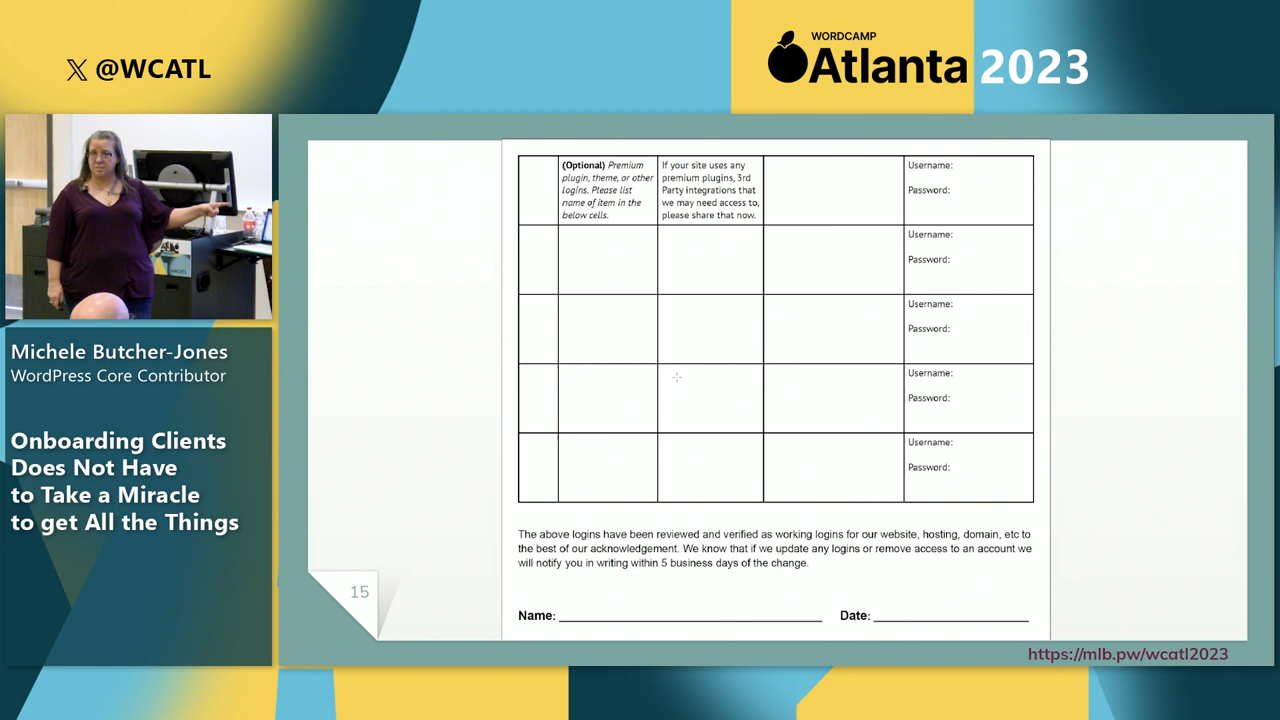 𝕏 @WCATL
WORDCAMP
Atlanta 2023
Michele Butcher-Jones
WordPress Core Contributor
Onboarding Clients
Does Not Have
to Take a Miracle
to get All the Things
(Optional) Premium
plugin, theme, or other
logins. Please list
name of item in the
below cells.
If your site uses any
premium plugins, 3rd
Party integrations that
we may need access to,
please share that now.
Username:
Password:
Username:
Password:
Username:
Password:
Username:
Password:
Username:
Password:
The above logins have been reviewed and verified as working logins for our website, hosting, domain, etc to
the best of our acknowledgement. We know that if we update any logins or remove access to an account we
will notify you in writing within 5 business days of the change.
Name: Date:
15
https://mlb.pw/wcatl2023